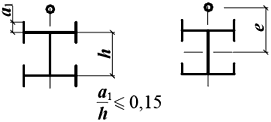 a₁
h
e
a₁/h ≤ 0,15